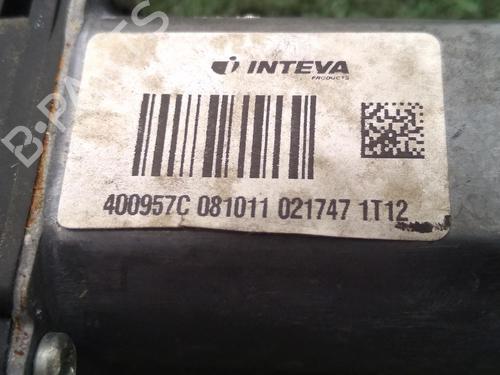 INTEVA
PRODUCTS
400957C 081011 021747 1T12
B-PARTS